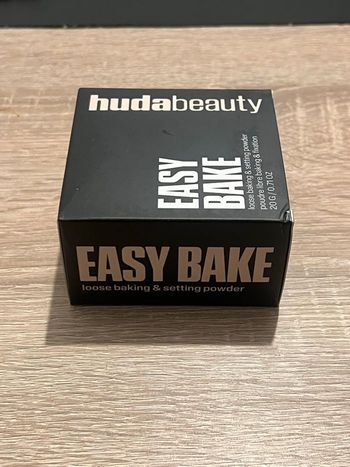 hudabeauty
EASY
BAKE
loose baking & setting powder
poudre libre baking & fixation
20 G / 0.71 OZ
EASY BAKE
loose baking & setting powder